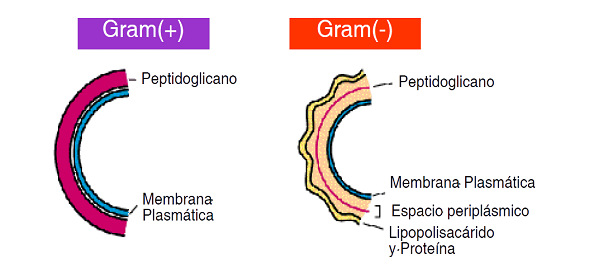 Gram(+)
Gram(-)
Peptidoglicano
Membrana
Plasmática
Peptidoglicano
Membrana Plasmática
Espacio periplásmico
Lipopolisacárido
y·Proteína